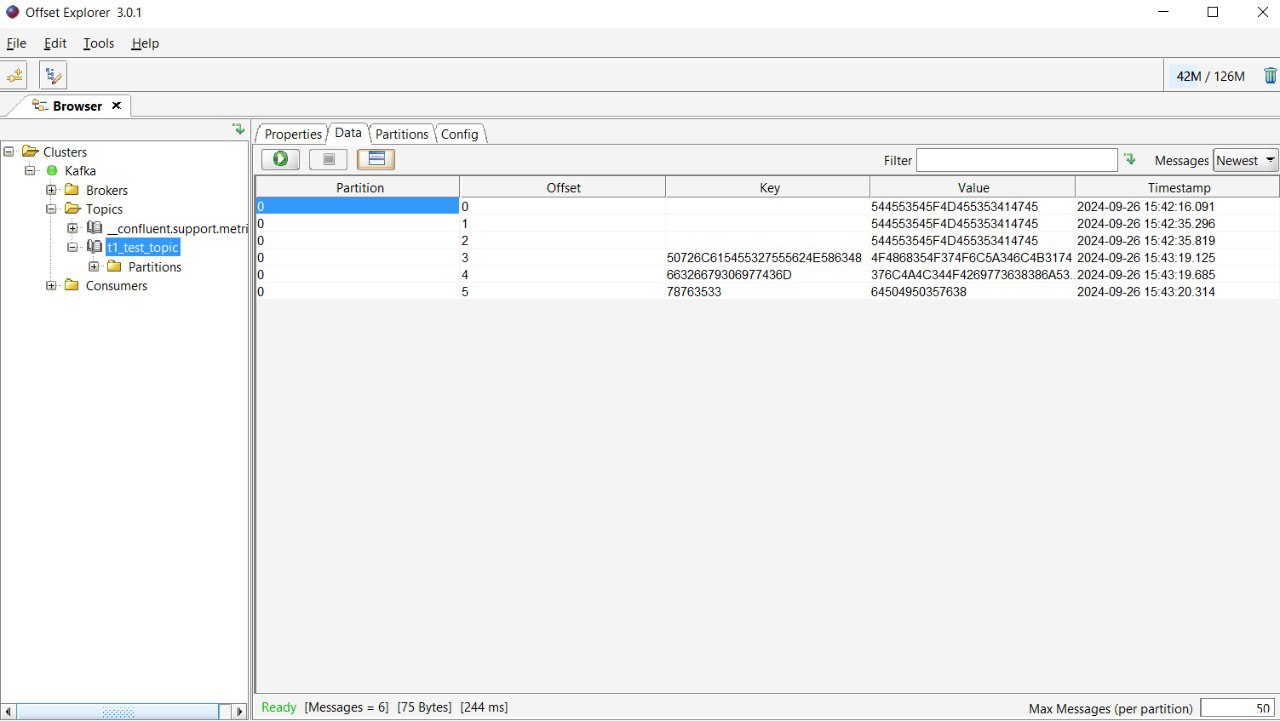 Offset Explorer 3.0.1
File Edit Tools Help
42M / 126M
Browser
Clusters
Kafka
Brokers
Topics
__confluent.support.metri
t1_test_topic
Partitions
Consumers
Properties Data Partitions Config
Filter Messages Newest
Partition Offset Key Value Timestamp
0 0 544553545F4D455353414745 2024-09-26 15:42:16.091
0 1 544553545F4D455353414745 2024-09-26 15:42:35.296
0 2 544553545F4D455353414745 2024-09-26 15:42:35.819
0 3 4F4868354F374F6C5A346C4B3174 2024-09-26 15:43:19.125
0 4 66326679306977436D 376C4A4C344F4269773638386A53... 2024-09-26 15:43:19.685
0 5 78763533 64504950357638 2024-09-26 15:43:20.314
Ready [Messages = 6] [75 Bytes] [244 ms]
Max Messages (per partition) 50